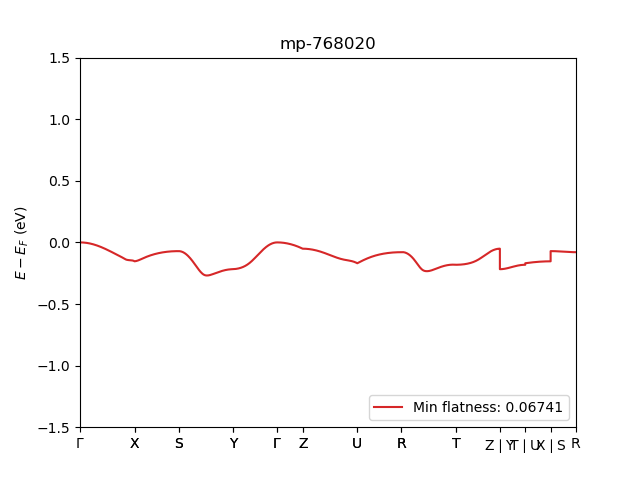 mp-768020
1.5
1.0
0.5
0.0
−0.5
−1.0
−1.5
E − E_F (eV)
Min flatness: 0.06741
Γ X S Y Γ Z U R T Z | Y T | U X | S R